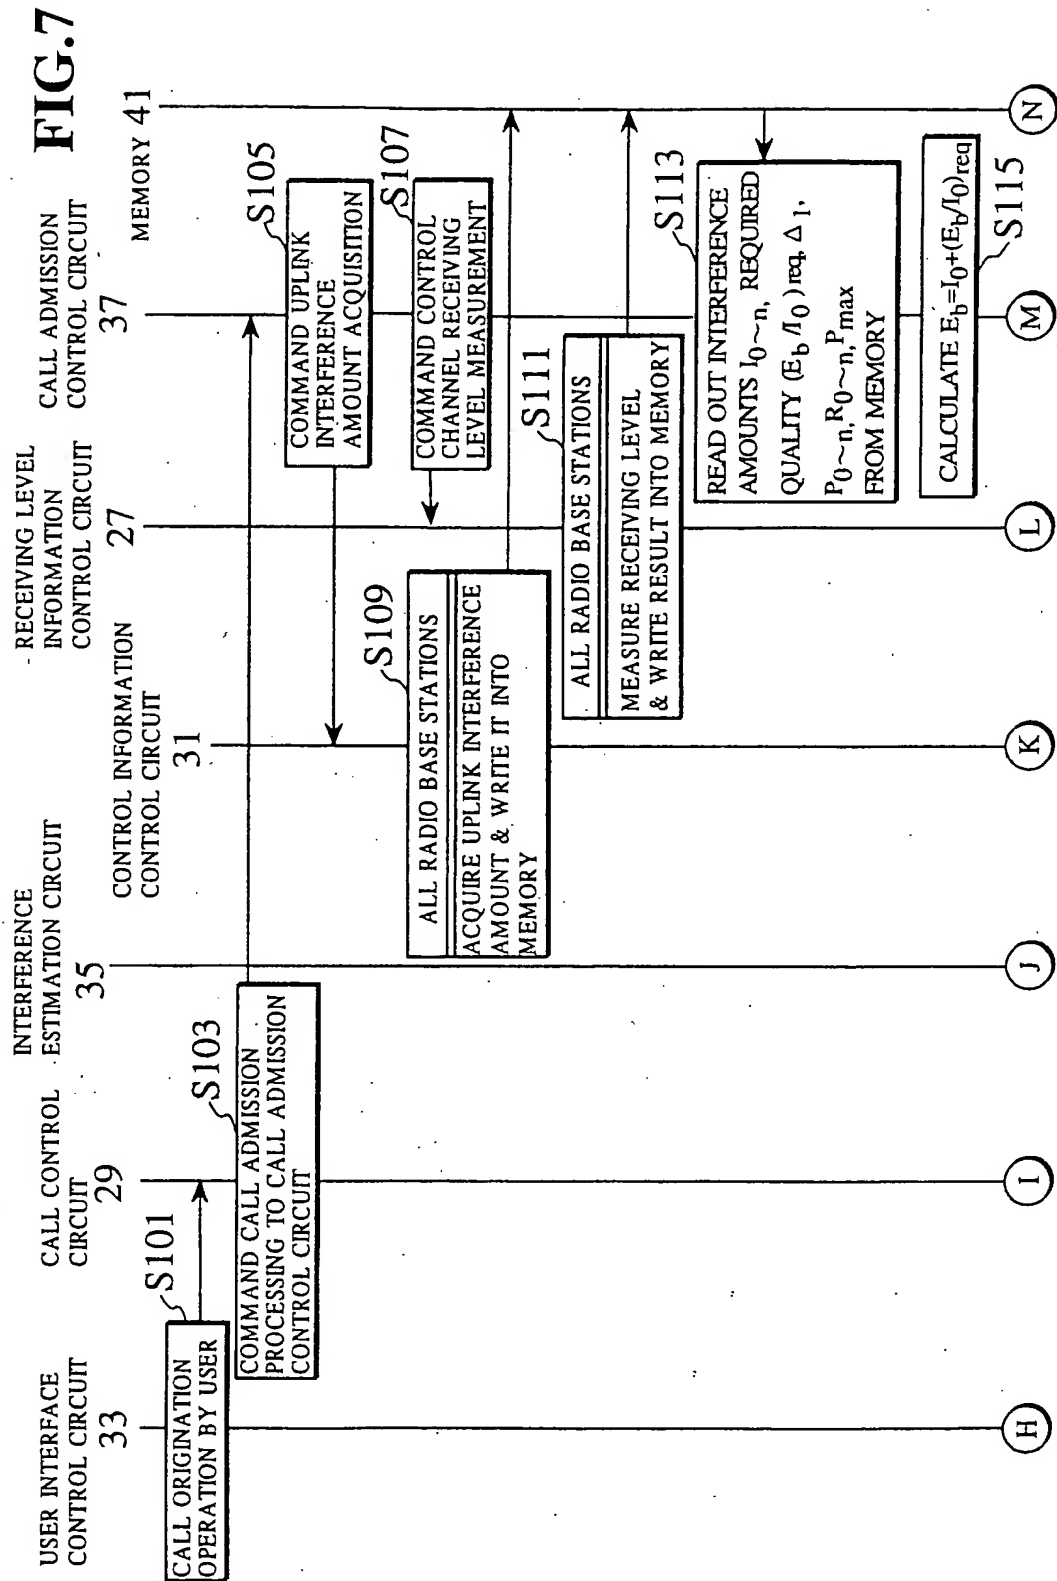 FIG.7
USER INTERFACE
CONTROL CIRCUIT
33
CALL CONTROL
CIRCUIT
29
INTERFERENCE
ESTIMATION CIRCUIT
35
CONTROL INFORMATION
CONTROL CIRCUIT
31
RECEIVING LEVEL
INFORMATION
CONTROL CIRCUIT
27
CALL ADMISSION
CONTROL CIRCUIT
37
MEMORY 41
S101
CALL ORIGINATION
OPERATION BY USER
S103
COMMAND CALL ADMISSION
PROCESSING TO CALL ADMISSION
CONTROL CIRCUIT
S105
COMMAND UPLINK
INTERFERENCE
AMOUNT ACQUISITION
S107
COMMAND CONTROL
CHANNEL RECEIVING
LEVEL MEASUREMENT
S109
ALL RADIO BASE STATIONS
ACQUIRE UPLINK INTERFERENCE
AMOUNT & WRITE IT INTO
MEMORY
S111
ALL RADIO BASE STATIONS
MEASURE RECEIVING LEVEL
& WRITE RESULT INTO MEMORY
S113
READ OUT INTERFERENCE
AMOUNTS I0~n, REQUIRED
QUALITY (Eb/I0)req, Δ1,
P0~n, R0~n, Pmax
FROM MEMORY
CALCULATE Eb=I0+(Eb/I0)req
S115
H
I
J
K
L
M
N